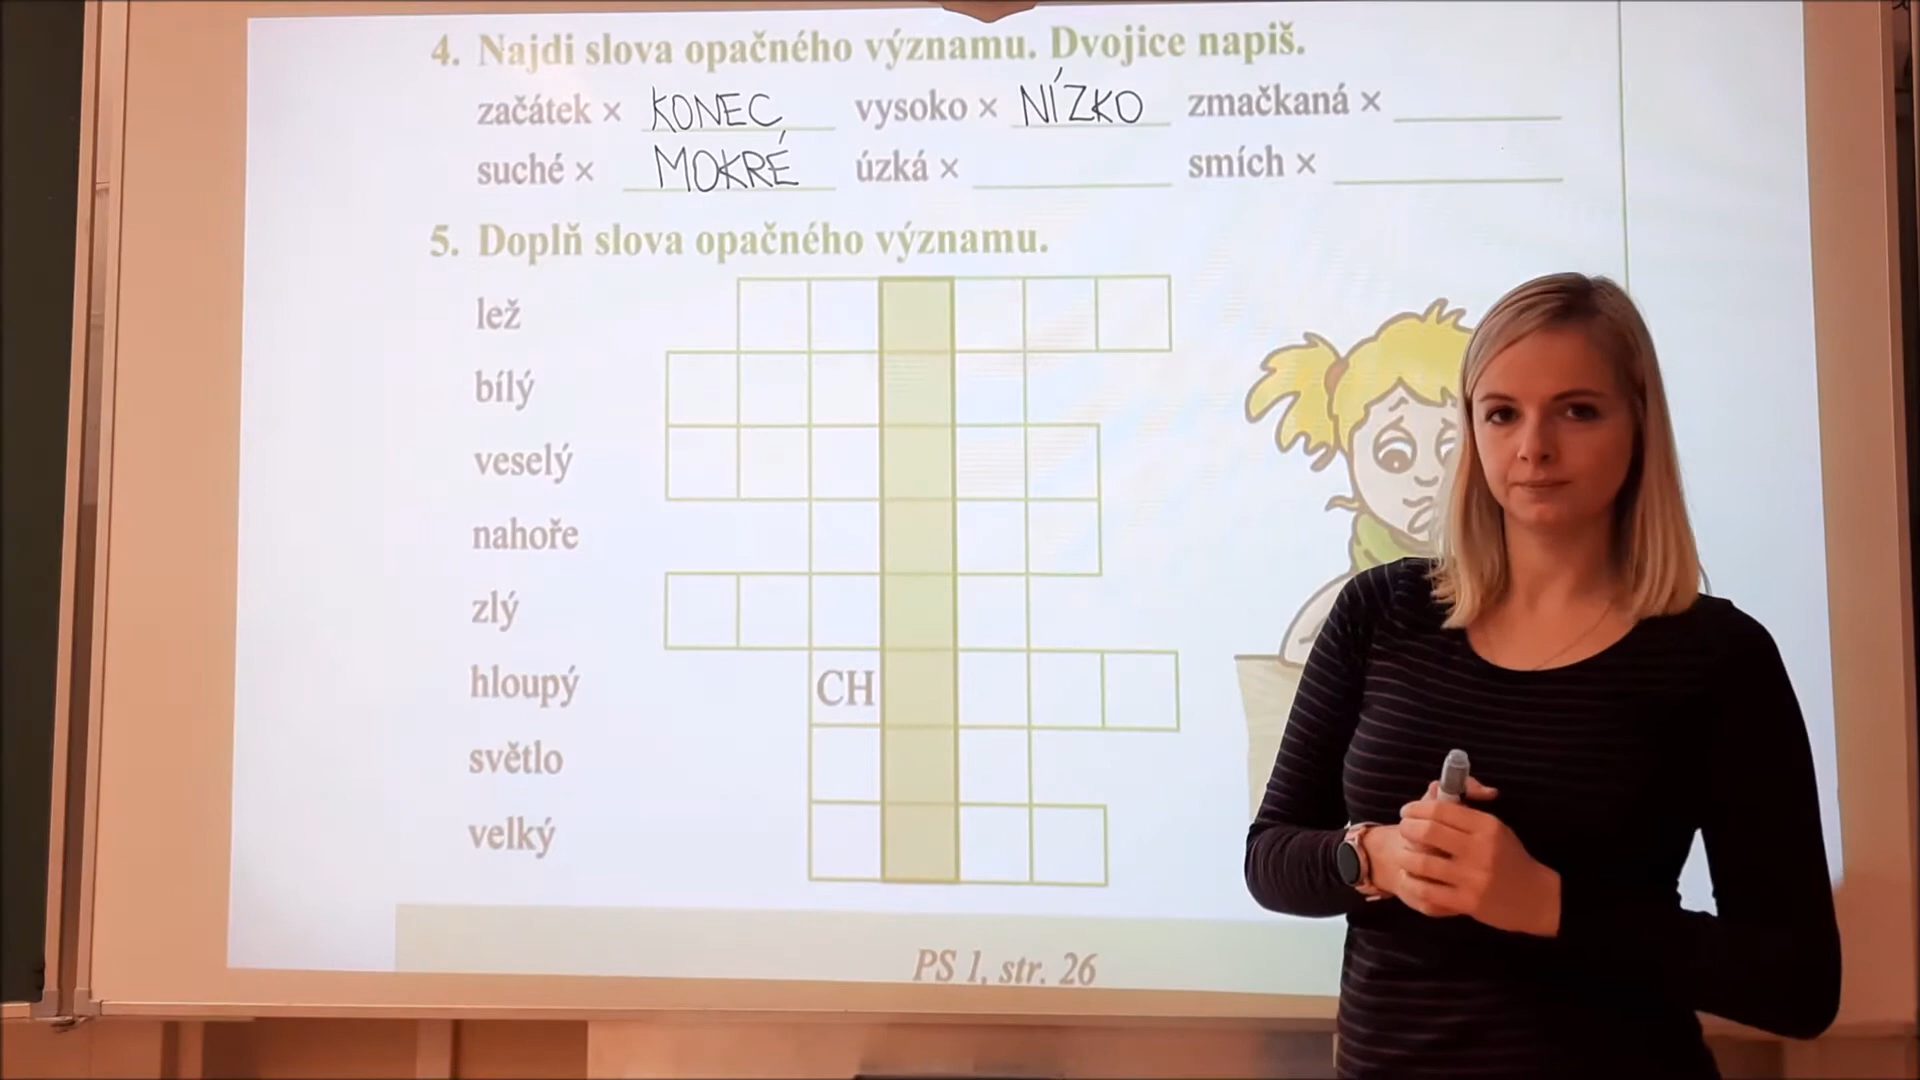 4. Najdi slova opačného významu. Dvojice napiš.
začátek × KONEC vysoko × NÍZKO zmačkaná ×
suché × MOKRÉ úzká × smích ×
5. Doplň slova opačného významu.
lež
bílý
veselý
nahoře
zlý
hloupý CH
světlo
velký
PS 1, str. 26